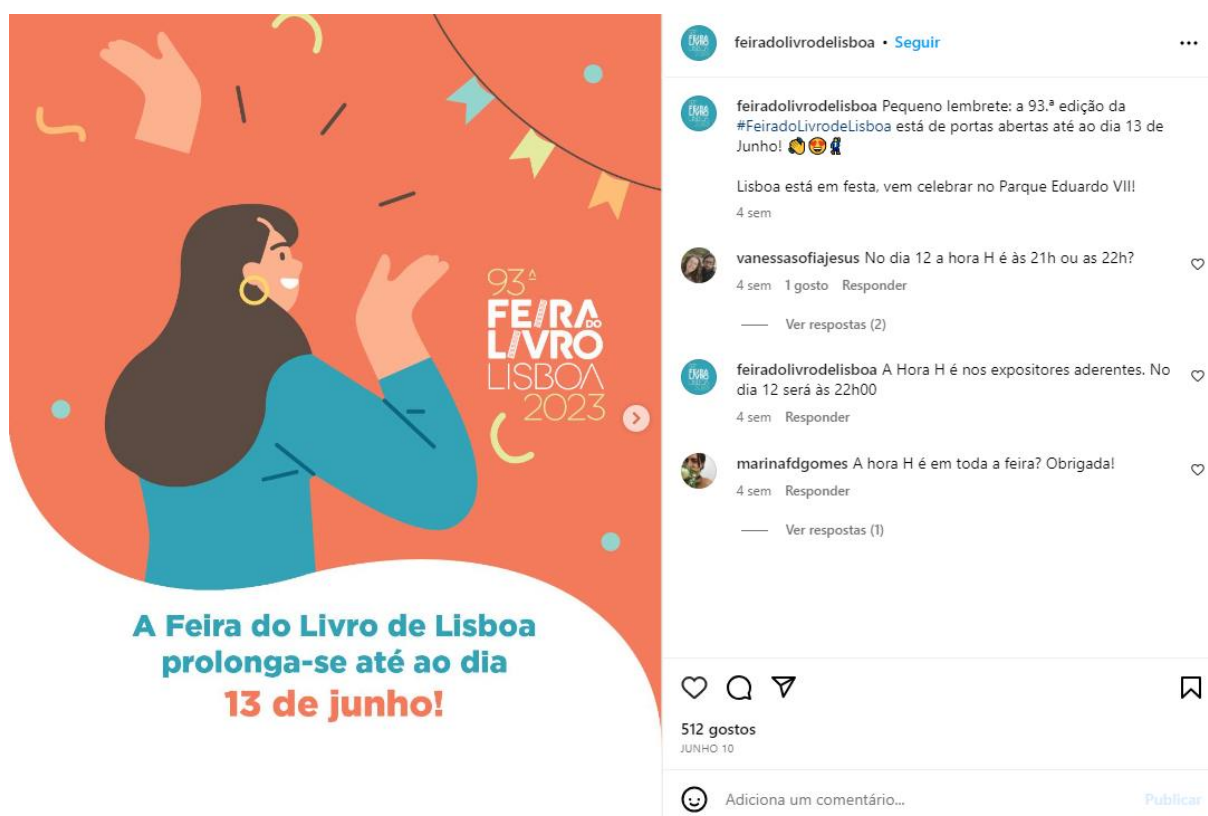 93ª
FEIRA
DO
LIVRO
LISBOA
2023
A Feira do Livro de Lisboa
prolonga-se até ao dia
13 de junho!
feiradolivrodelisboa • Seguir
feiradolivrodelisboa Pequeno lembrete: a 93.ª edição da
#FeiradoLivrodeLisboa está de portas abertas até ao dia 13 de
Junho! 👏🤩🧍‍♀️
Lisboa está em festa, vem celebrar no Parque Eduardo VII!
4 sem
vanessasofiajesus No dia 12 a hora H é às 21h ou as 22h?
4 sem 1 gosto Responder
Ver respostas (2)
feiradolivrodelisboa A Hora H é nos expositores aderentes. No
dia 12 será às 22h00
4 sem Responder
marinafdgomes A hora H é em toda a feira? Obrigada!
4 sem Responder
Ver respostas (1)
512 gostos
JUNHO 10
Adiciona um comentário...
Publicar